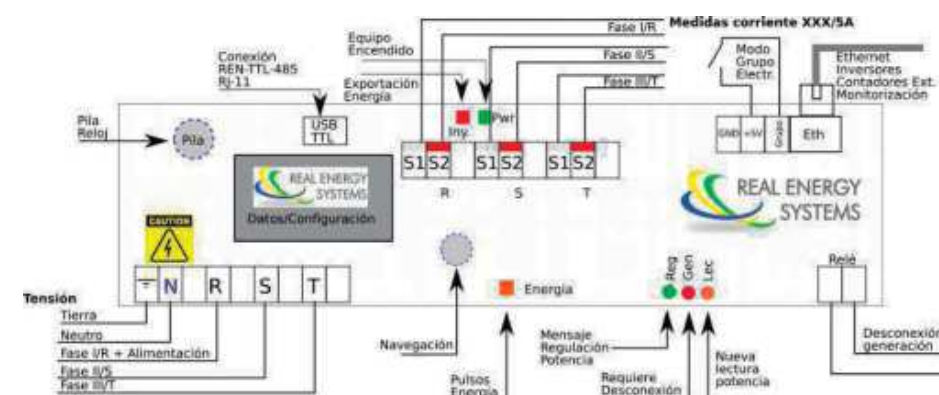 Medidas corriente XXX/5A
Fase I/R
Fase II/S
Fase III/T
Equipo
Encendido
Exportación
Energía
Conexión
REN-TTL-485
RJ-11
Modo
Grupo
Electr.
Ethernet
Inversores
Contadores Ext.
Monitorización
Pila
Reloj
Pila
USB
TTL
Iny.
Pwr
S1 S2 S1 S2 S1 S2
R S T
GND +5V Grupo Eth
REAL ENERGY
SYSTEMS
Datos/Configuración
REAL ENERGY
SYSTEMS
CAUTION
N R S T
Energía
Reg Gen Lec
Relé
Tensión
Tierra
Neutro
Fase I/R + Alimentación
Fase II/S
Fase III/T
Navegación
Pulsos
Energía
Mensaje
Regulación
Potencia
Requiere
Desconexión
Nueva
lectura
potencia
Desconexión
generación